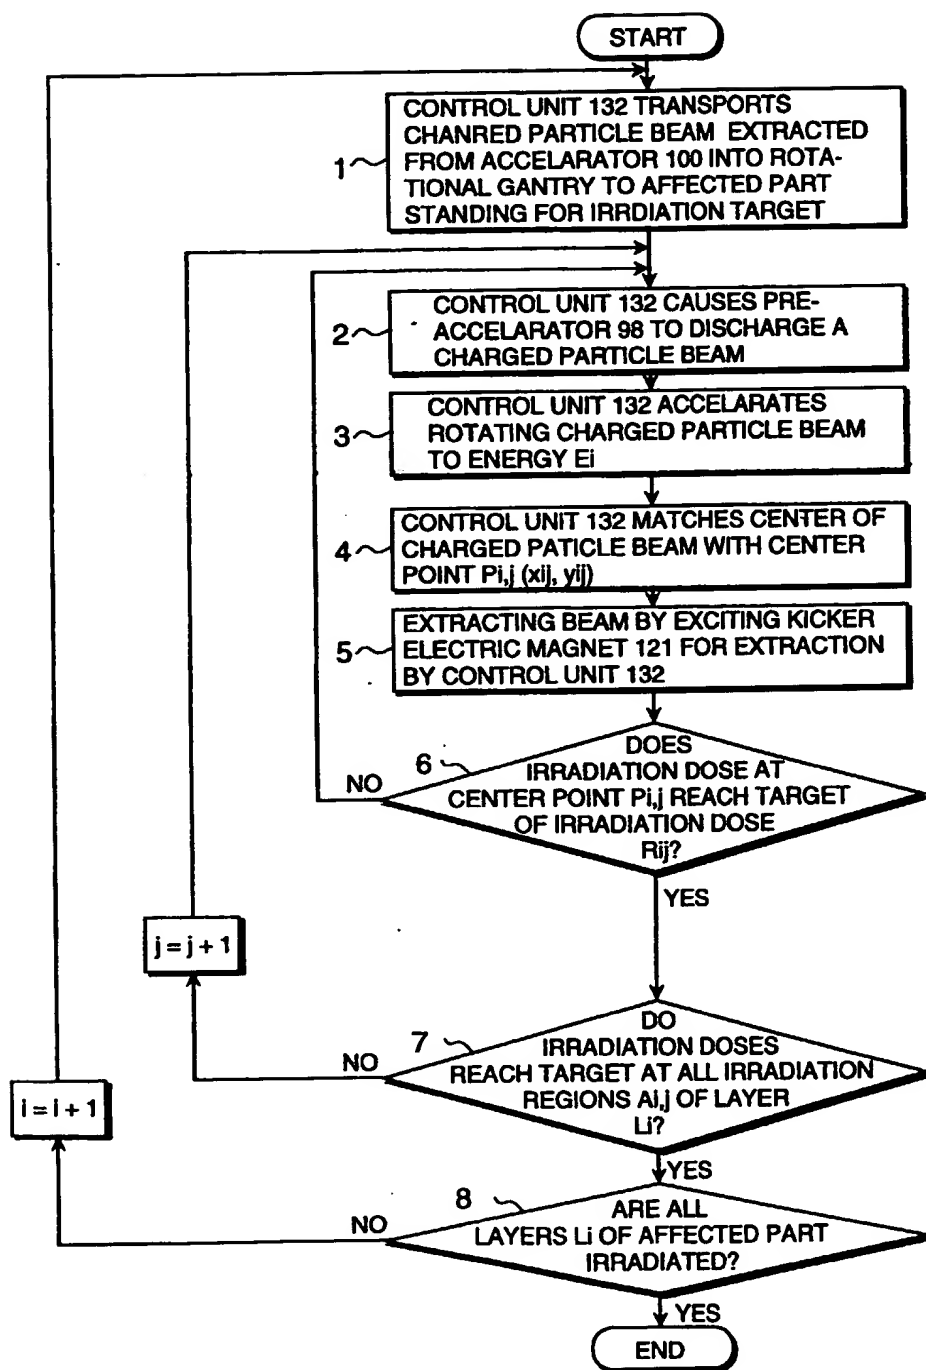 START
CONTROL UNIT 132 TRANSPORTS
CHANRED PARTICLE BEAM EXTRACTED
FROM ACCELARATOR 100 INTO ROTA-
TIONAL GANTRY TO AFFECTED PART
STANDING FOR IRRDIATION TARGET
1
CONTROL UNIT 132 CAUSES PRE-
ACCELARATOR 98 TO DISCHARGE A
CHARGED PARTICLE BEAM
2
CONTROL UNIT 132 ACCELARATES
ROTATING CHARGED PARTICLE BEAM
TO ENERGY Ei
3
CONTROL UNIT 132 MATCHES CENTER OF
CHARGED PATICLE BEAM WITH CENTER
POINT Pi,j (xij, yij)
4
EXTRACTING BEAM BY EXCITING KICKER
ELECTRIC MAGNET 121 FOR EXTRACTION
BY CONTROL UNIT 132
5
DOES
IRRADIATION DOSE AT
CENTER POINT Pi,j REACH TARGET
OF IRRADIATION DOSE
Rij?
6
NO
YES
j = j + 1
DO
IRRADIATION DOSES
REACH TARGET AT ALL IRRADIATION
REGIONS Ai,j OF LAYER
Li?
7
NO
YES
i = i + 1
ARE ALL
LAYERS Li OF AFFECTED PART
IRRADIATED?
8
NO
YES
END